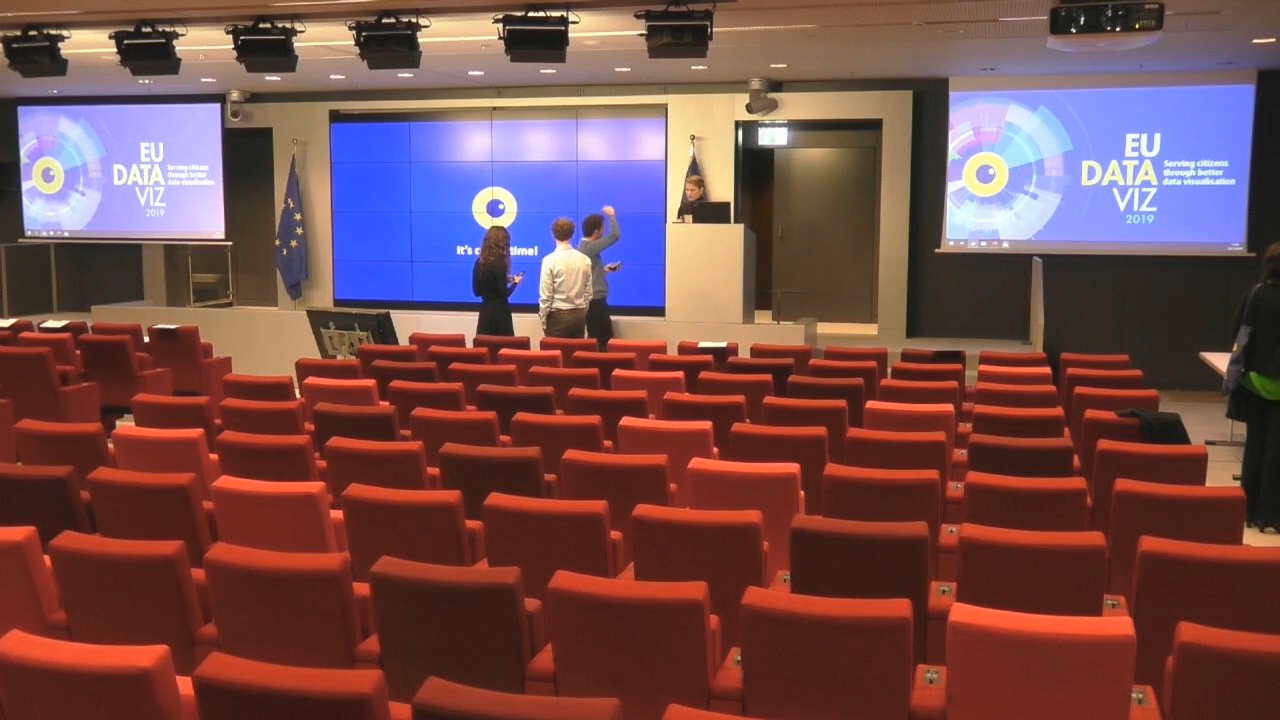 EU
DATA
VIZ
2019
Serving citizens
through better
data visualisation
It's c time!
EU
DATA
VIZ
2019
Serving citizens
through better
data visualisation
EPSON